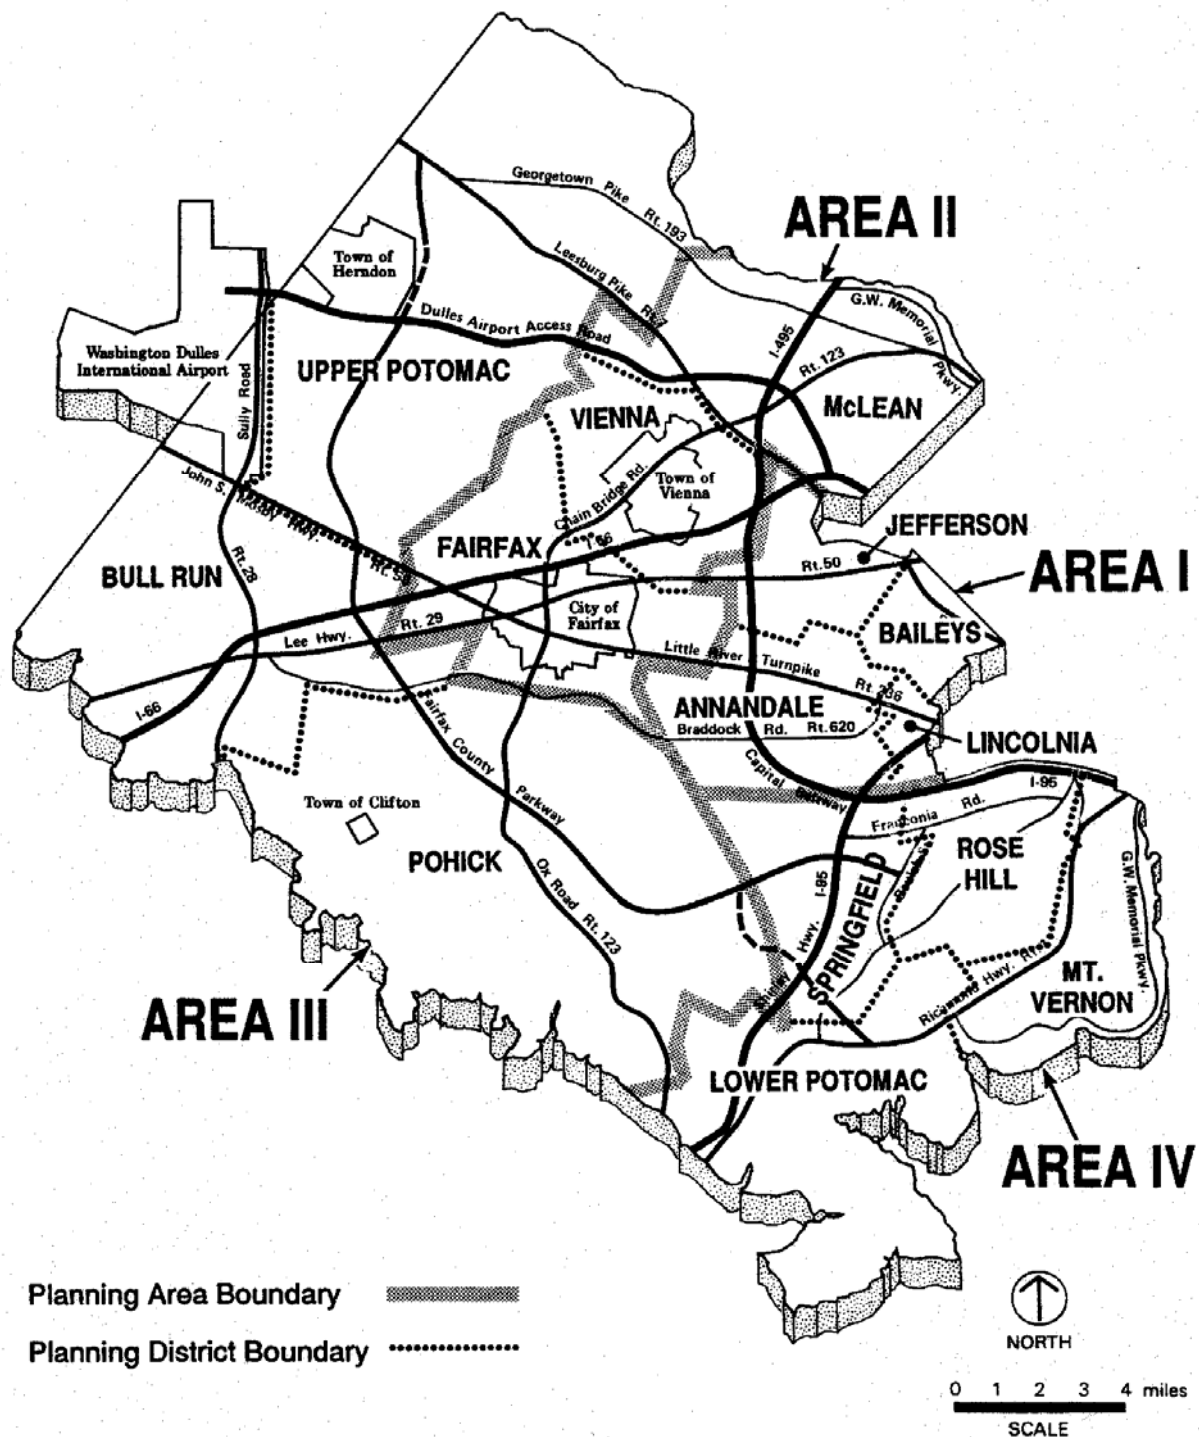 Georgetown Pike Rt. 193
AREA II
Town of
Herndon
Leesburg Pike Rt. 7
G.W. Memorial
Pkwy.
Dulles Airport Access Road
I-495
Rt. 123
Washington Dulles
International Airport
Sully Road
UPPER POTOMAC
VIENNA
McLEAN
Chain Bridge Rd.
Town of
Vienna
John S. Mosby Hwy.
JEFFERSON
FAIRFAX
I-66
Rt. 50
Rt.50
AREA I
BULL RUN
Rt.28
City of
Fairfax
BAILEYS
Lee Hwy.
Rt. 29
Little River Turnpike
Rt. 236
I-66
ANNANDALE
Braddock Rd. Rt.620
LINCOLNIA
Fairfax County Parkway
Capital Beltway
I-95
Town of Clifton
Franconia Rd.
ROSE
HILL
POHICK
Ox Road Rt. 123
I-95
SPRINGFIELD
G.W. Memorial Pkwy.
Shirley Hwy.
Richmond Hwy.
MT.
VERNON
AREA III
LOWER POTOMAC
AREA IV
Planning Area Boundary
Planning District Boundary
NORTH
0 1 2 3 4 miles
SCALE